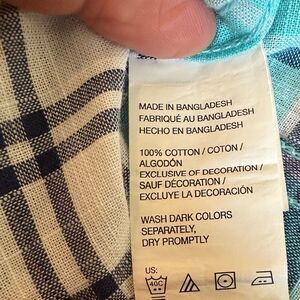 MADE IN BANGLADESH
FABRIQUÉ AU BANGLADESH
HECHO EN BANGLADESH
100% COTTON / COTON /
ALGODÓN
EXCLUSIVE OF DECORATION /
SAUF DÉCORATION /
EXCLUYE LA DECORACIÓN
WASH DARK COLORS
SEPARATELY,
DRY PROMPTLY
US:
40C